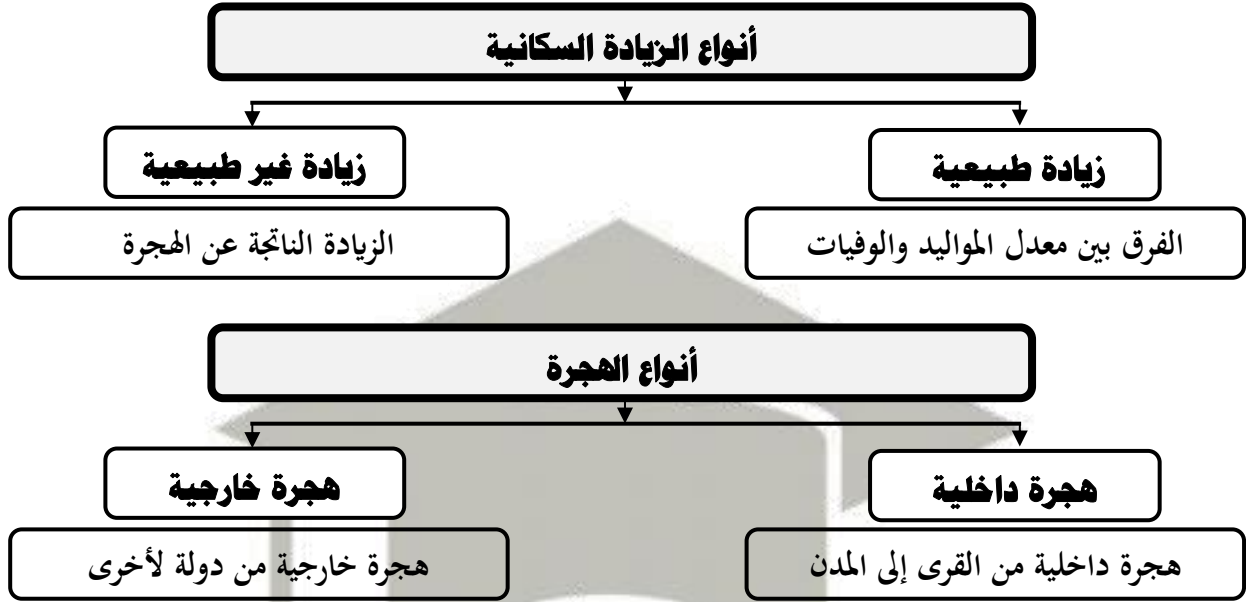 أنواع الزيادة السكانية
زيادة طبيعية
زيادة غير طبيعية
الفرق بين معدل المواليد والوفيات
الزيادة الناتجة عن الهجرة
أنواع الهجرة
هجرة داخلية
هجرة خارجية
هجرة داخلية من القرى إلى المدن
هجرة خارجية من دولة لأخرى